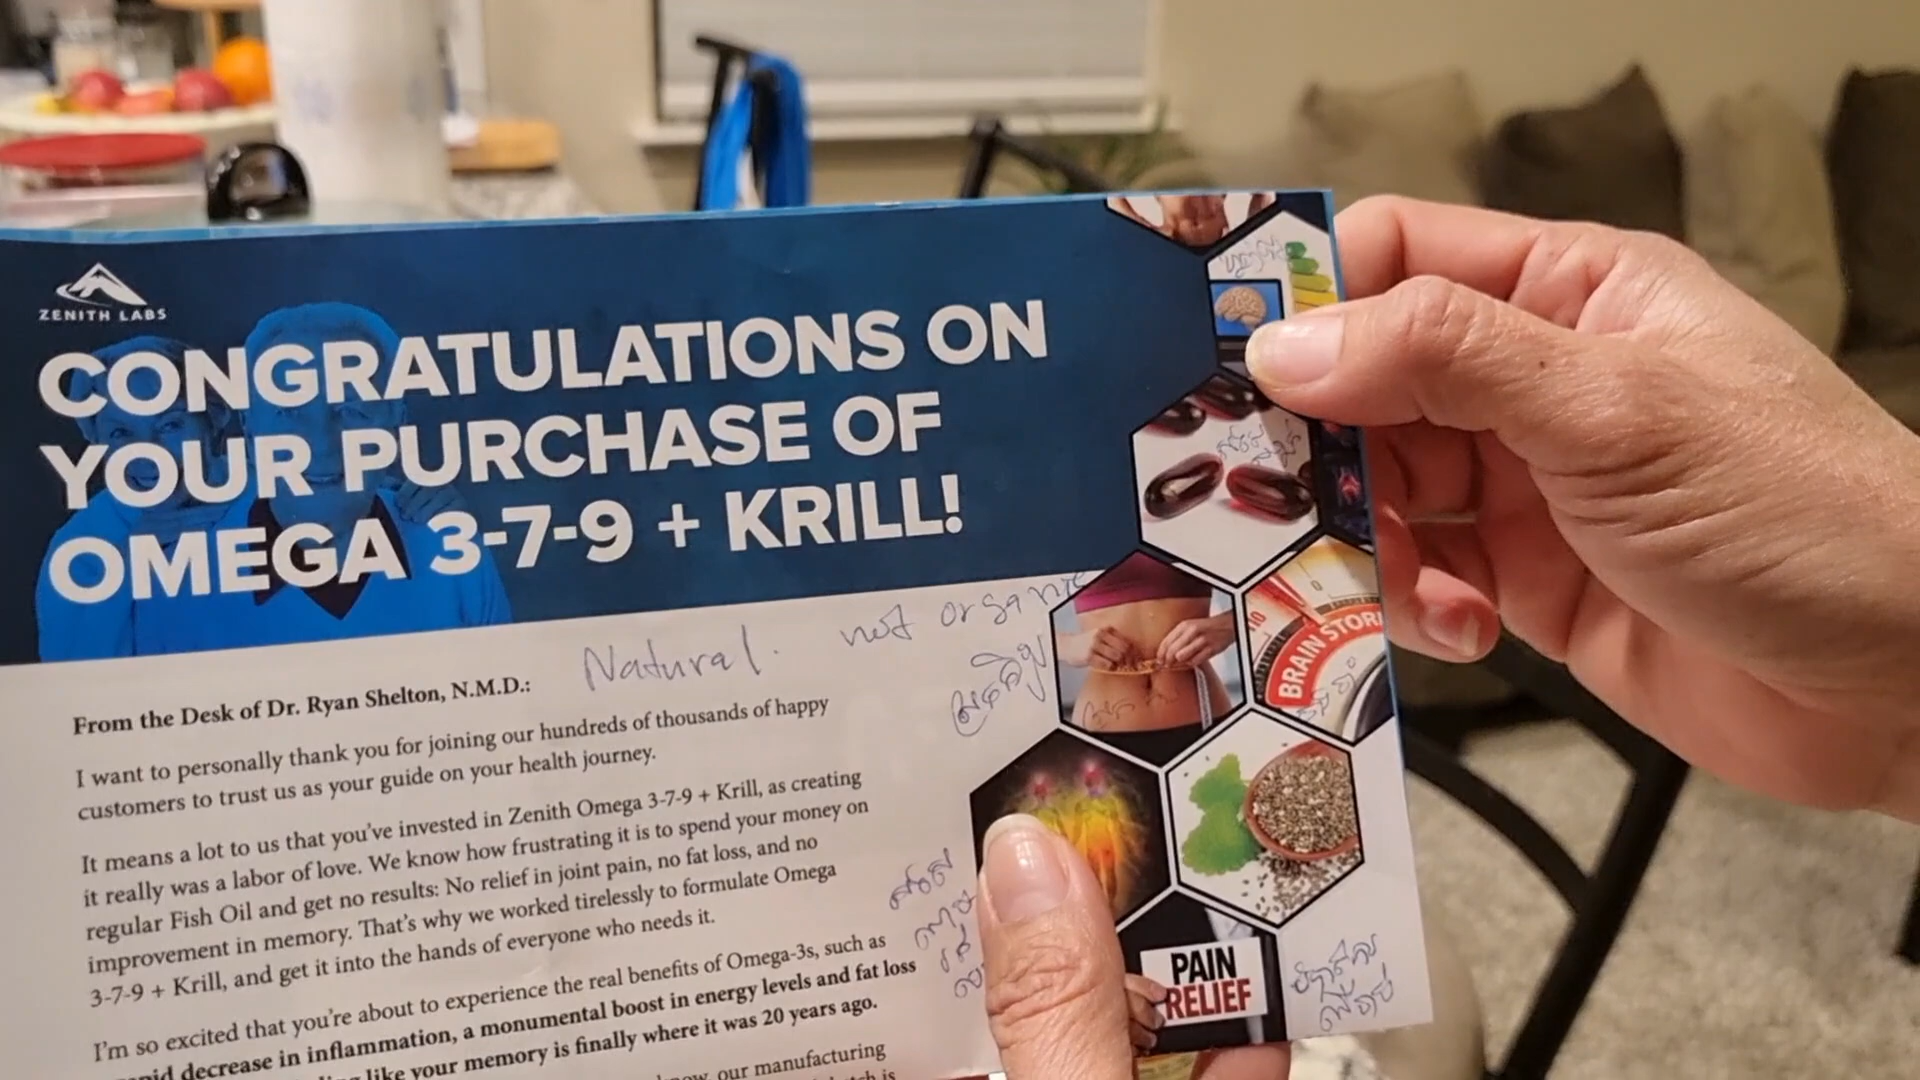 ZENITH LABS
CONGRATULATIONS ON
YOUR PURCHASE OF
OMEGA 3-7-9 + KRILL!
Natural. not organic
From the Desk of Dr. Ryan Shelton, N.M.D.:
I want to personally thank you for joining our hundreds of thousands of happy
customers to trust us as your guide on your health journey.
It means a lot to us that you've invested in Zenith Omega 3-7-9 + Krill, as creating
it really was a labor of love. We know how frustrating it is to spend your money on
regular Fish Oil and get no results: No relief in joint pain, no fat loss, and no
improvement in memory. That's why we worked tirelessly to formulate Omega
3-7-9 + Krill, and get it into the hands of everyone who needs it.
I'm so excited that you're about to experience the real benefits of Omega-3s, such as
decrease in inflammation, a monumental boost in energy levels and fat loss
like your memory is finally where it was 20 years ago.
our manufacturing
is
BRAIN
PAIN
RELIEF